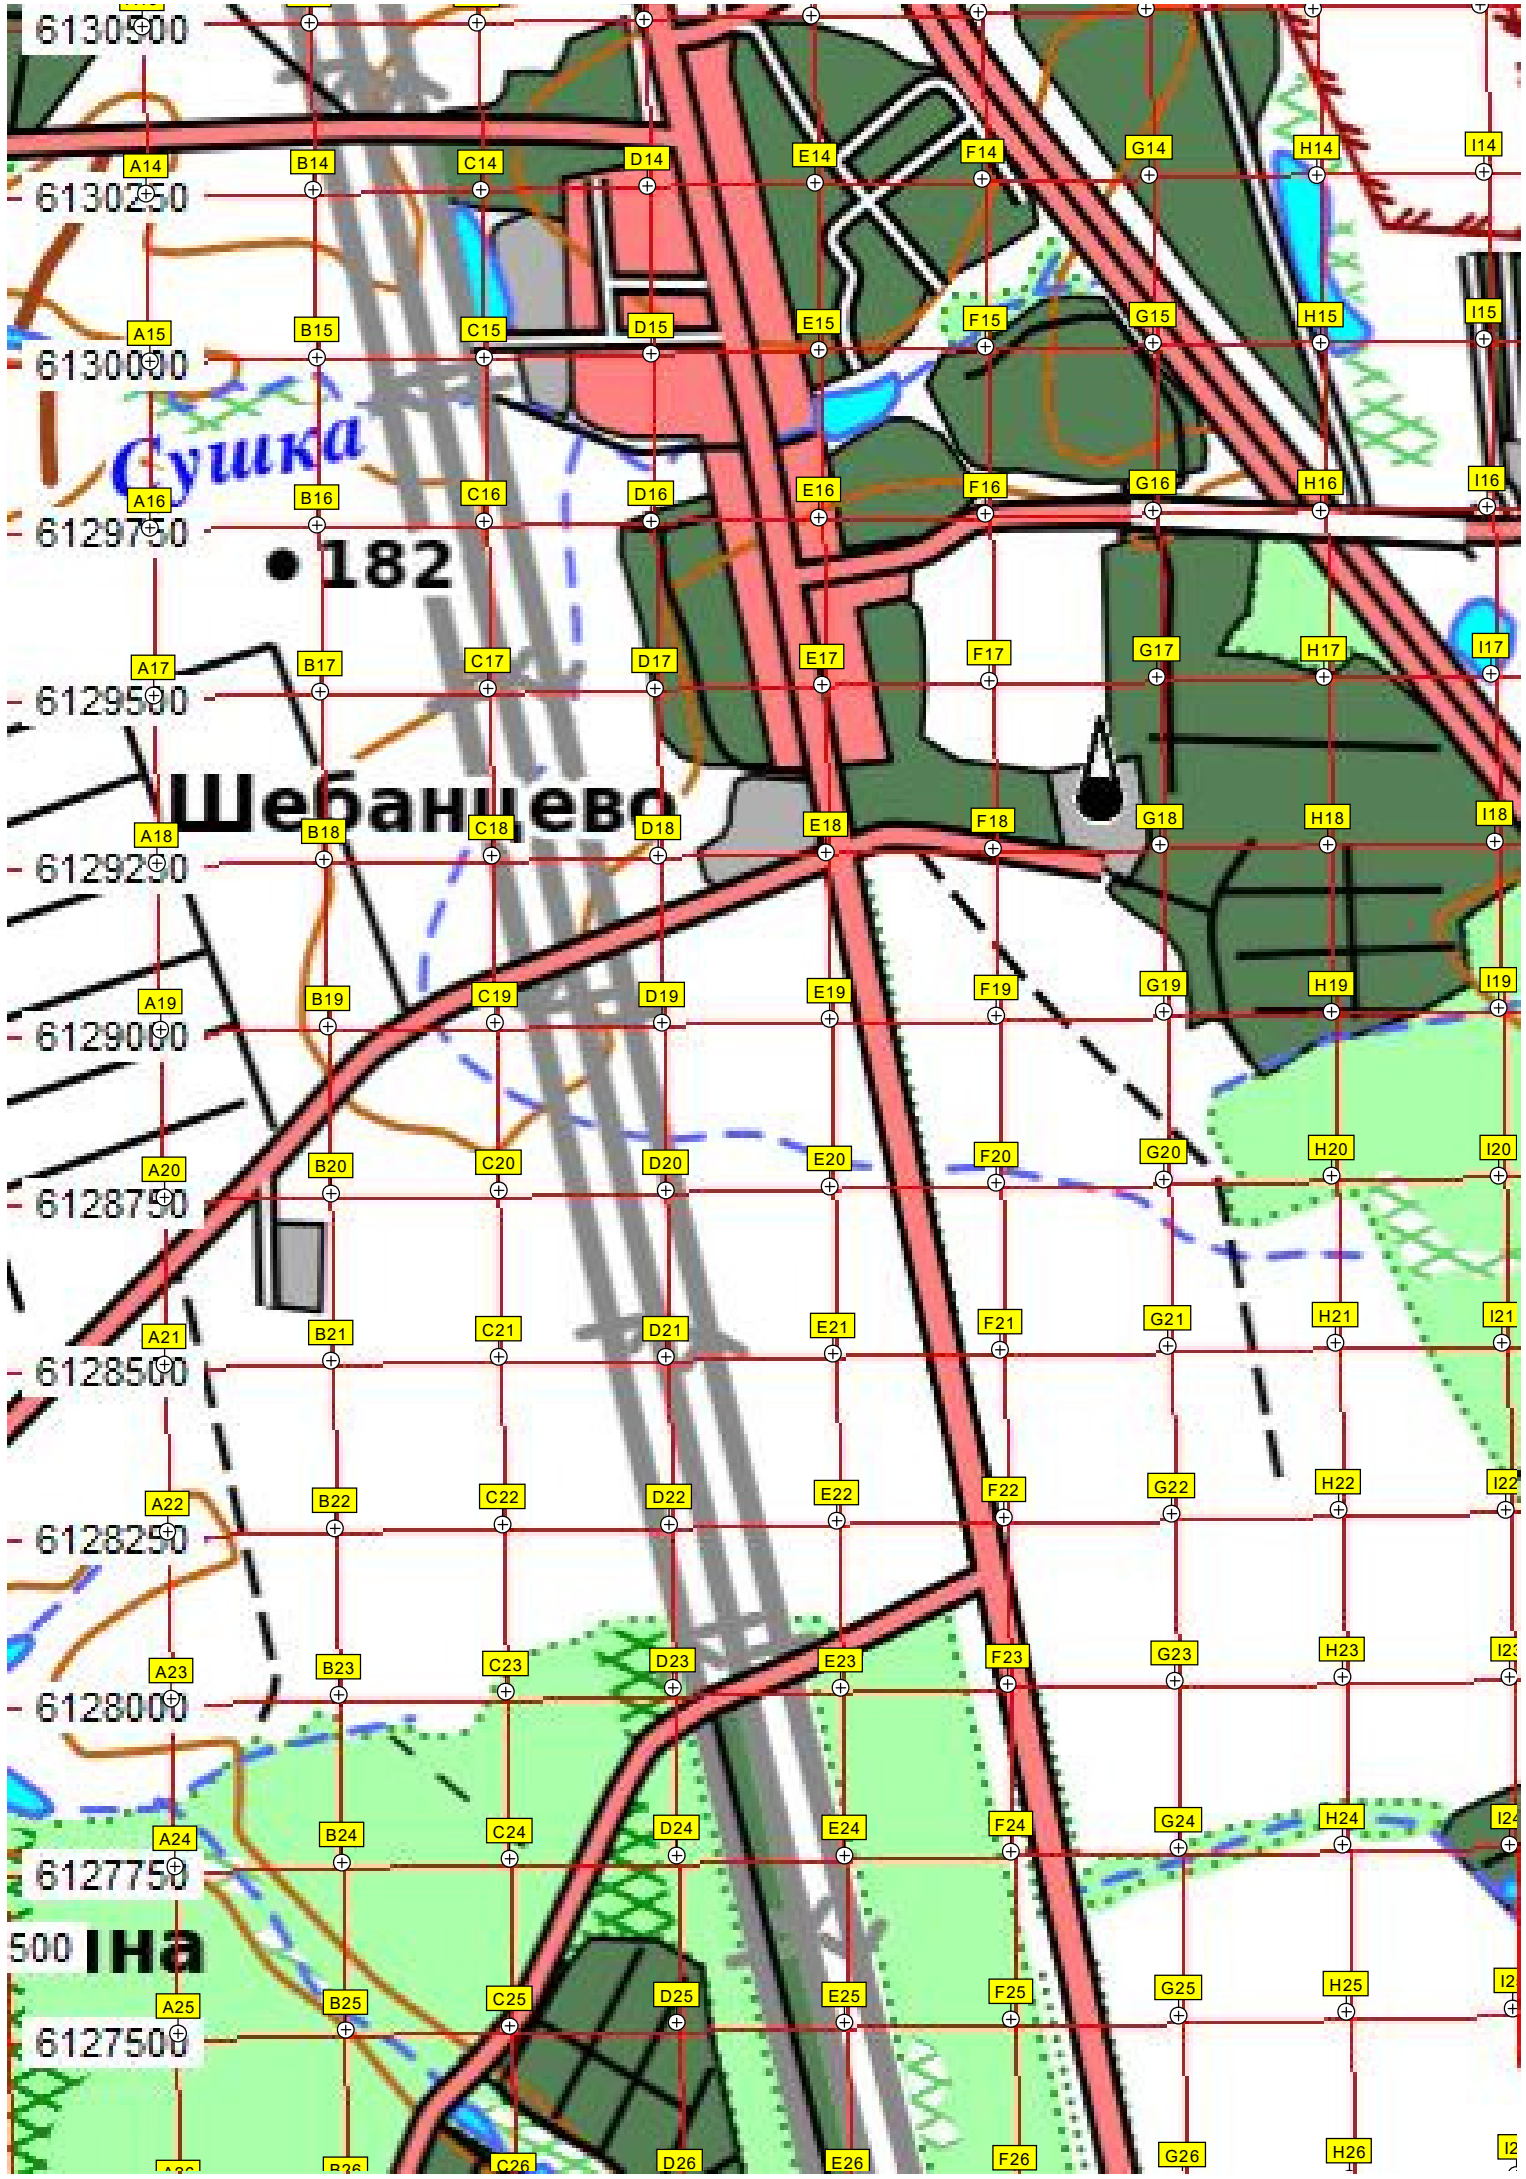 6130500
A14 B14 C14 D14 E14 F14 G14 H14 I14
6130250
A15 B15 C15 D15 E15 F15 G15 H15 I15
6130000
Сушка
A16 B16 C16 D16 E16 F16 G16 H16 I16
6129750
182
A17 B17 C17 D17 E17 F17 G17 H17 I17
6129500
Шебанцево
A18 B18 C18 D18 E18 F18 G18 H18 I18
6129250
A19 B19 C19 D19 E19 F19 G19 H19 I19
6129000
A20 B20 C20 D20 E20 F20 G20 H20 I20
6128750
A21 B21 C21 D21 E21 F21 G21 H21 I21
6128500
A22 B22 C22 D22 E22 F22 G22 H22 I22
6128250
A23 B23 C23 D23 E23 F23 G23 H23 I23
6128000
A24 B24 C24 D24 E24 F24 G24 H24 I24
6127750
500 ıна
A25 B25 C25 D25 E25 F25 G25 H25
6127500
A26 B26 C26 D26 E26 F26 G26 H26